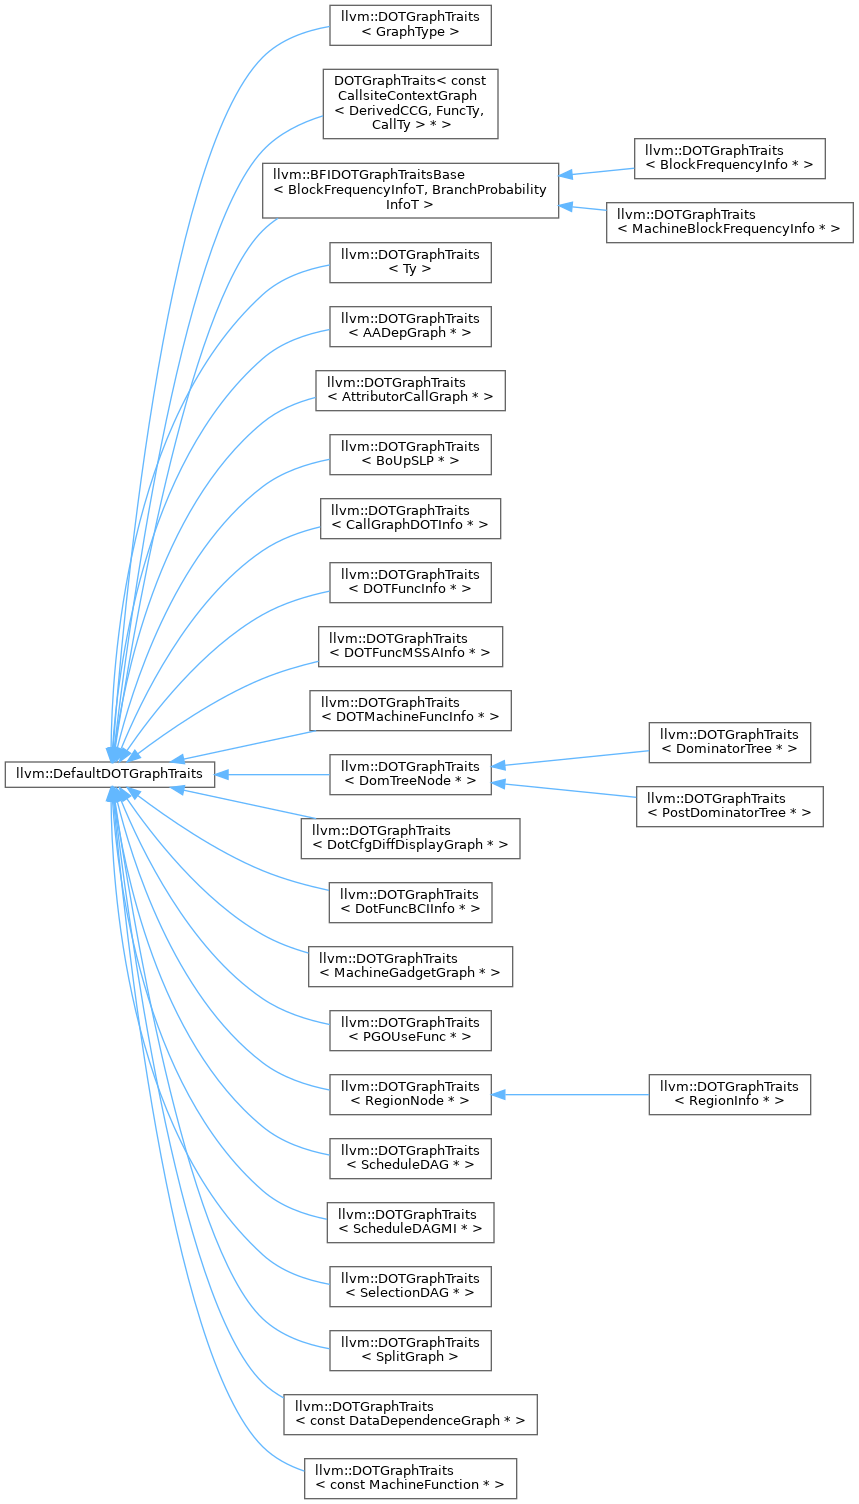 llvm::DOTGraphTraits
< GraphType >
DOTGraphTraits< const
CallsiteContextGraph
< DerivedCCG, FuncTy,
CallTy > * >
llvm::BFIDOTGraphTraitsBase
< BlockFrequencyInfoT, BranchProbability
InfoT >
llvm::DOTGraphTraits
< BlockFrequencyInfo * >
llvm::DOTGraphTraits
< MachineBlockFrequencyInfo * >
llvm::DOTGraphTraits
< Ty >
llvm::DOTGraphTraits
< AADepGraph * >
llvm::DOTGraphTraits
< AttributorCallGraph * >
llvm::DOTGraphTraits
< BoUpSLP * >
llvm::DOTGraphTraits
< CallGraphDOTInfo * >
llvm::DOTGraphTraits
< DOTFuncInfo * >
llvm::DOTGraphTraits
< DOTFuncMSSAInfo * >
llvm::DOTGraphTraits
< DOTMachineFuncInfo * >
llvm::DefaultDOTGraphTraits
llvm::DOTGraphTraits
< DomTreeNode * >
llvm::DOTGraphTraits
< DominatorTree * >
llvm::DOTGraphTraits
< PostDominatorTree * >
llvm::DOTGraphTraits
< DotCfgDiffDisplayGraph * >
llvm::DOTGraphTraits
< DotFuncBCIInfo * >
llvm::DOTGraphTraits
< MachineGadgetGraph * >
llvm::DOTGraphTraits
< PGOUseFunc * >
llvm::DOTGraphTraits
< RegionNode * >
llvm::DOTGraphTraits
< RegionInfo * >
llvm::DOTGraphTraits
< ScheduleDAG * >
llvm::DOTGraphTraits
< ScheduleDAGMI * >
llvm::DOTGraphTraits
< SelectionDAG * >
llvm::DOTGraphTraits
< SplitGraph >
llvm::DOTGraphTraits
< const DataDependenceGraph * >
llvm::DOTGraphTraits
< const MachineFunction * >